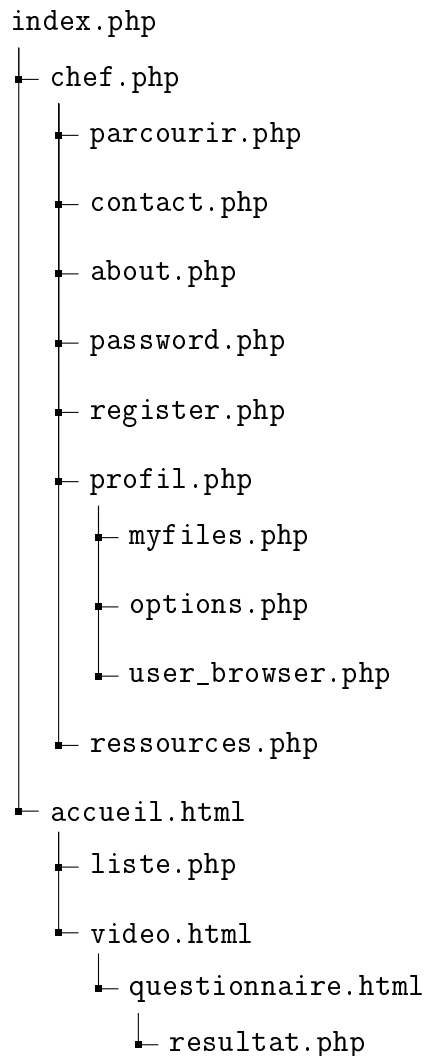 index.php
chef.php
parcourir.php
contact.php
about.php
password.php
register.php
profil.php
myfiles.php
options.php
user_browser.php
ressources.php
accueil.html
liste.php
video.html
questionnaire.html
resultat.php